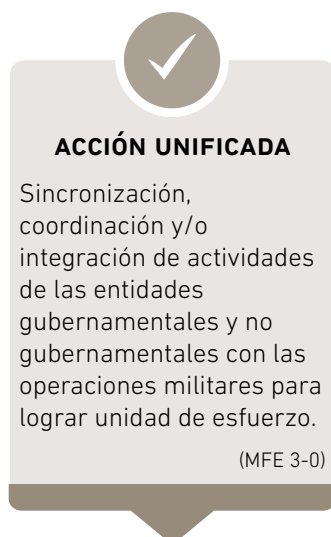 ACCIÓN UNIFICADA
Sincronización,
coordinación y/o
integración de actividades
de las entidades
gubernamentales y no
gubernamentales con las
operaciones militares para
lograr unidad de esfuerzo.
(MFE 3-0)